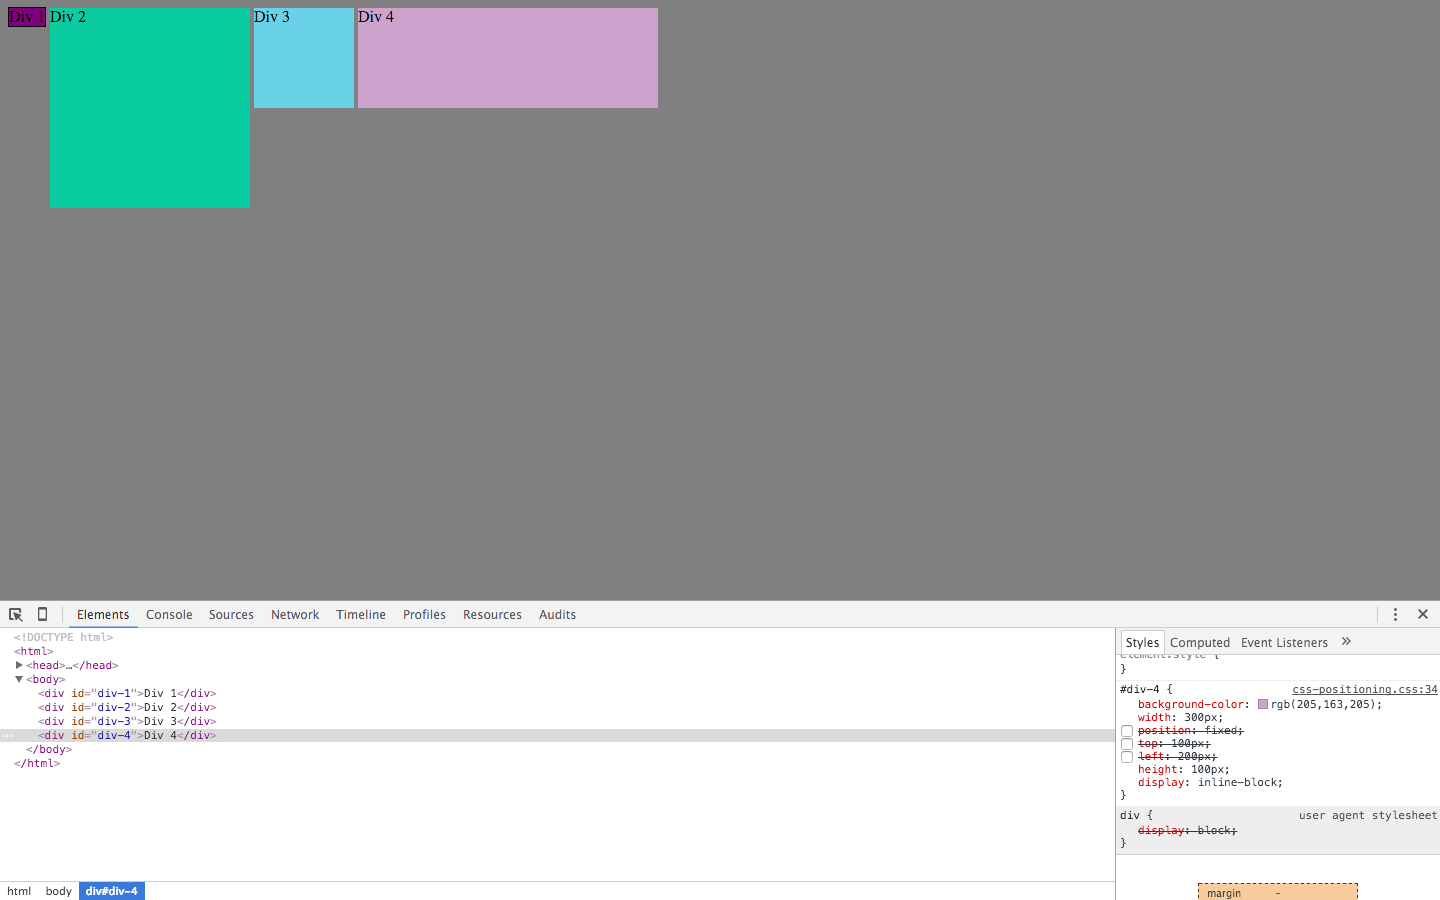 Div 1 Div 2 Div 3 Div 4
Elements Console Sources Network Timeline Profiles Resources Audits
<!DOCTYPE html>
<html>
<head>…</head>
<body>
<div id="div-1">Div 1</div>
<div id="div-2">Div 2</div>
<div id="div-3">Div 3</div>
<div id="div-4">Div 4</div>
</body>
</html>
html body div#div-4
Styles Computed Event Listeners »
element.style {
}
#div-4 { css-positioning.css:34
background-color: rgb(205,163,205);
width: 300px;
position: fixed;
top: 100px;
left: 200px;
height: 100px;
display: inline-block;
}
div { user agent stylesheet
display: block;
}
margin -